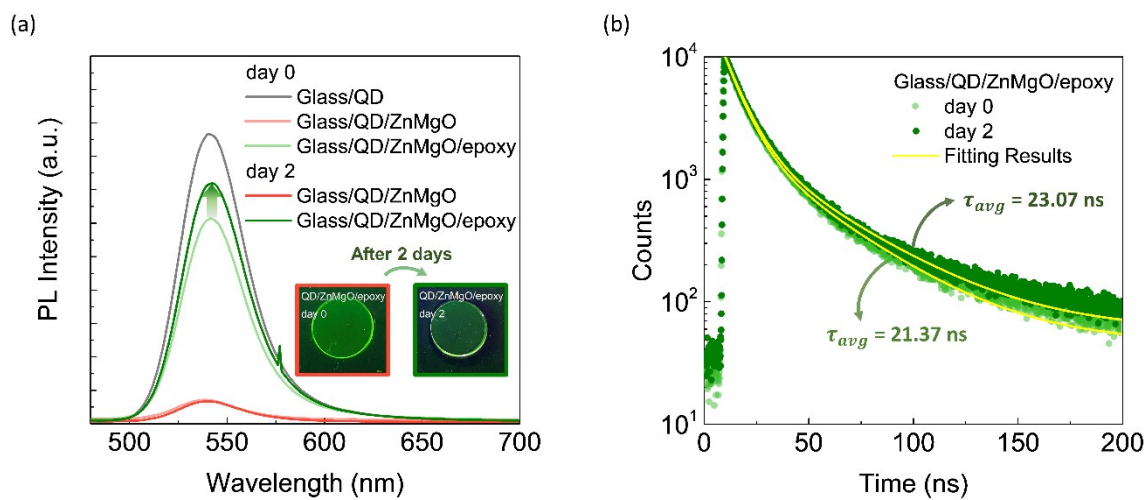 (a)
PL Intensity (a.u.)
day 0
Glass/QD
Glass/QD/ZnMgO
Glass/QD/ZnMgO/epoxy
day 2
Glass/QD/ZnMgO
Glass/QD/ZnMgO/epoxy
After 2 days
QD/ZnMgO/epoxy
day 0
QD/ZnMgO/epoxy
day 2
500 550 600 650 700
Wavelength (nm)
(b)
Counts
10⁴
10³
10²
10¹
Glass/QD/ZnMgO/epoxy
day 0
day 2
Fitting Results
τavg = 23.07 ns
τavg = 21.37 ns
0 50 100 150 200
Time (ns)